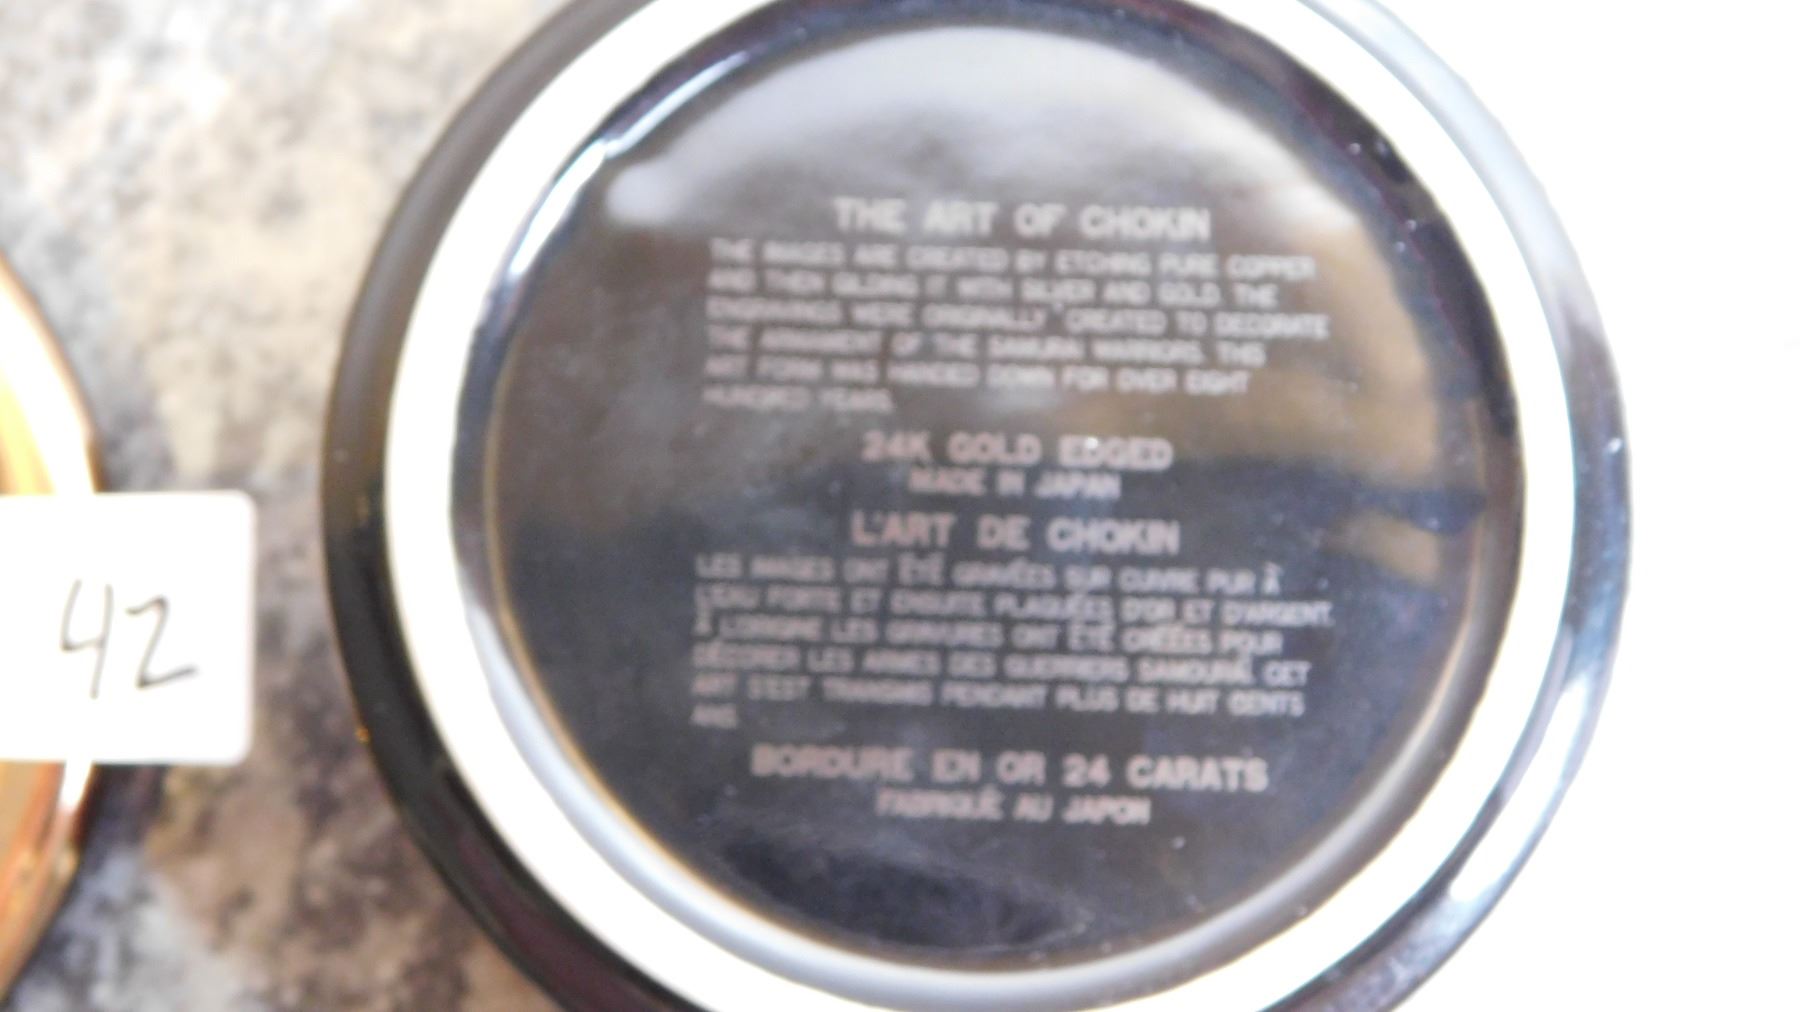 THE ART OF CHOKIN
THE IMAGES ARE CREATED BY ETCHING PURE COPPER
AND THEN GILDING IT WITH SILVER AND GOLD. THE
ENGRAVINGS WERE ORIGINALLY CREATED TO DECORATE
THE ARMAMENT OF THE SAMURAI WARRIORS. THIS
ART FORM WAS HANDED DOWN FOR OVER EIGHT
HUNDRED YEARS.
24K GOLD EDGED
MADE IN JAPAN
L'ART DE CHOKIN
LES IMAGES ONT ÉTÉ GRAVÉES SUR CUIVRE PUR À
L'EAU FORTE ET ENSUITE PLAQUÉES D'OR ET D'ARGENT.
À L'ORIGINE LES GRAVURES ONT ÉTÉ CRÉÉES POUR
DÉCORER LES ARMES DES GUERRIERS SAMOURAÏ. CET
ART S'EST TRANSMIS PENDANT PLUS DE HUIT CENTS
ANS.
BORDURE EN OR 24 CARATS
FABRIQUÉ AU JAPON
42